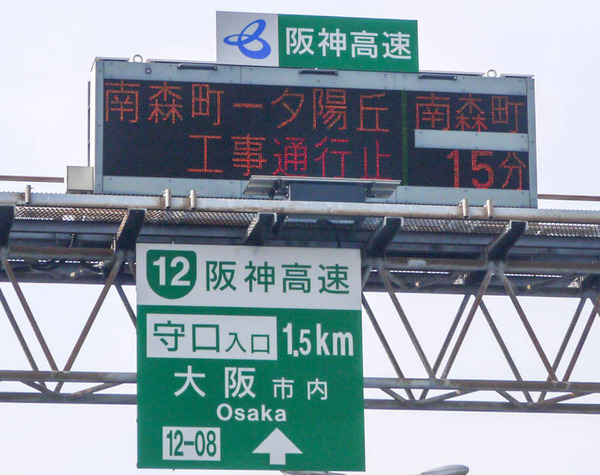 阪神高速
南森町ー夕陽丘
工事通行止
南森町
15分
12 阪神高速
守口入口 1.5km
大阪市内
Osaka
12-08